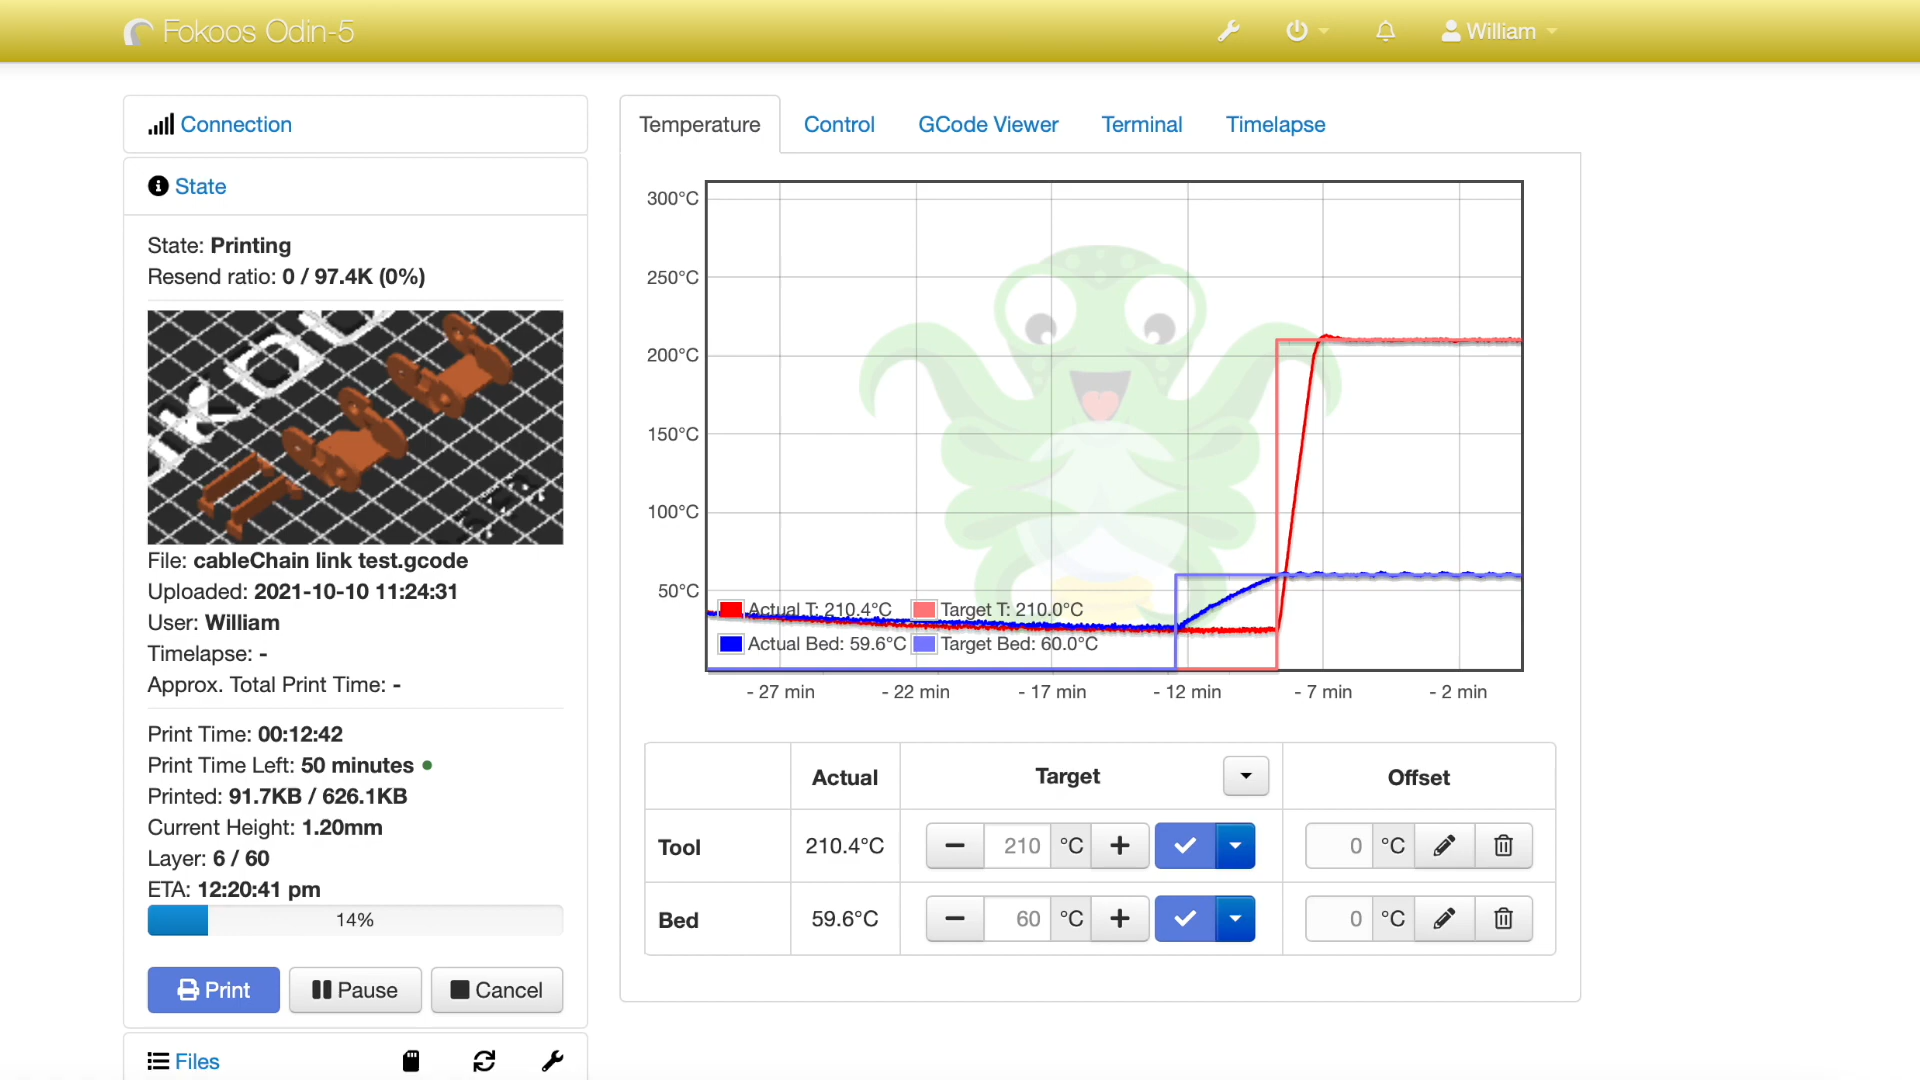 Fokoos Odin-5
William
Connection
State
State: Printing
Resend ratio: 0 / 97.4K (0%)
File: cableChain link test.gcode
Uploaded: 2021-10-10 11:24:31
User: William
Timelapse: -
Approx. Total Print Time: -
Print Time: 00:12:42
Print Time Left: 50 minutes
Printed: 91.7KB / 626.1KB
Current Height: 1.20mm
Layer: 6 / 60
ETA: 12:20:41 pm
14%
Print Pause Cancel
Files
Temperature Control GCode Viewer Terminal Timelapse
300°C
250°C
200°C
150°C
100°C
50°C
Actual T: 210.4°C Target T: 210.0°C
Actual Bed: 59.6°C Target Bed: 60.0°C
- 27 min - 22 min - 17 min - 12 min - 7 min - 2 min
Actual Target Offset
Tool 210.4°C 210 °C 0 °C
Bed 59.6°C 60 °C 0 °C